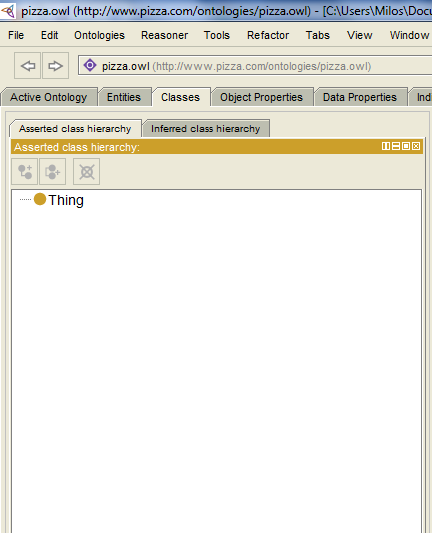 pizza.owl (http://www.pizza.com/ontologies/pizza.owl) - [C:\Users\Milos\Docu
File Edit Ontologies Reasoner Tools Refactor Tabs View Window
pizza.owl (http://www.pizza.com/ontologies/pizza.owl)
Active Ontology Entities Classes Object Properties Data Properties Ind
Asserted class hierarchy Inferred class hierarchy
Asserted class hierarchy:
Thing